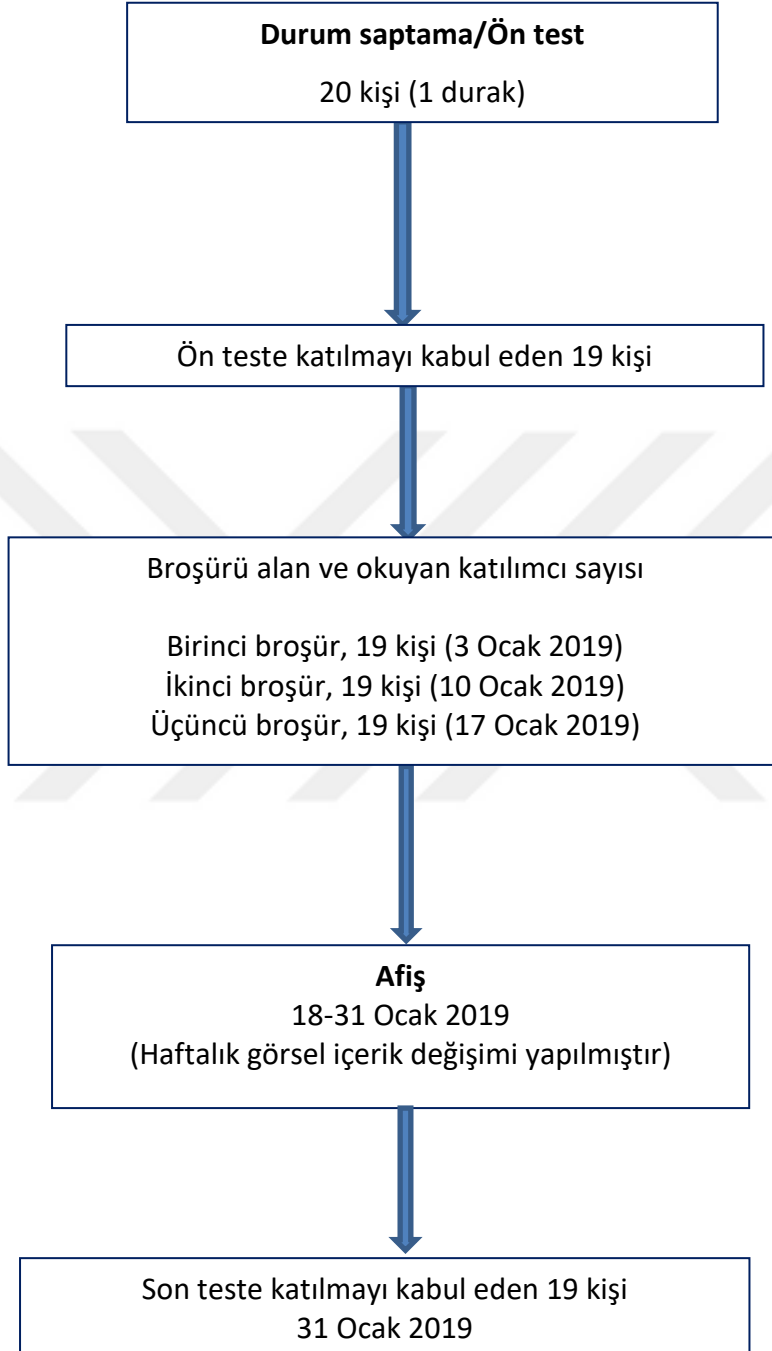 Durum saptama/Ön test
20 kişi (1 durak)
Ön teste katılmayı kabul eden 19 kişi
Broşürü alan ve okuyan katılımcı sayısı
Birinci broşür, 19 kişi (3 Ocak 2019)
İkinci broşür, 19 kişi (10 Ocak 2019)
Üçüncü broşür, 19 kişi (17 Ocak 2019)
Afiş
18-31 Ocak 2019
(Haftalık görsel içerik değişimi yapılmıştır)
Son teste katılmayı kabul eden 19 kişi
31 Ocak 2019